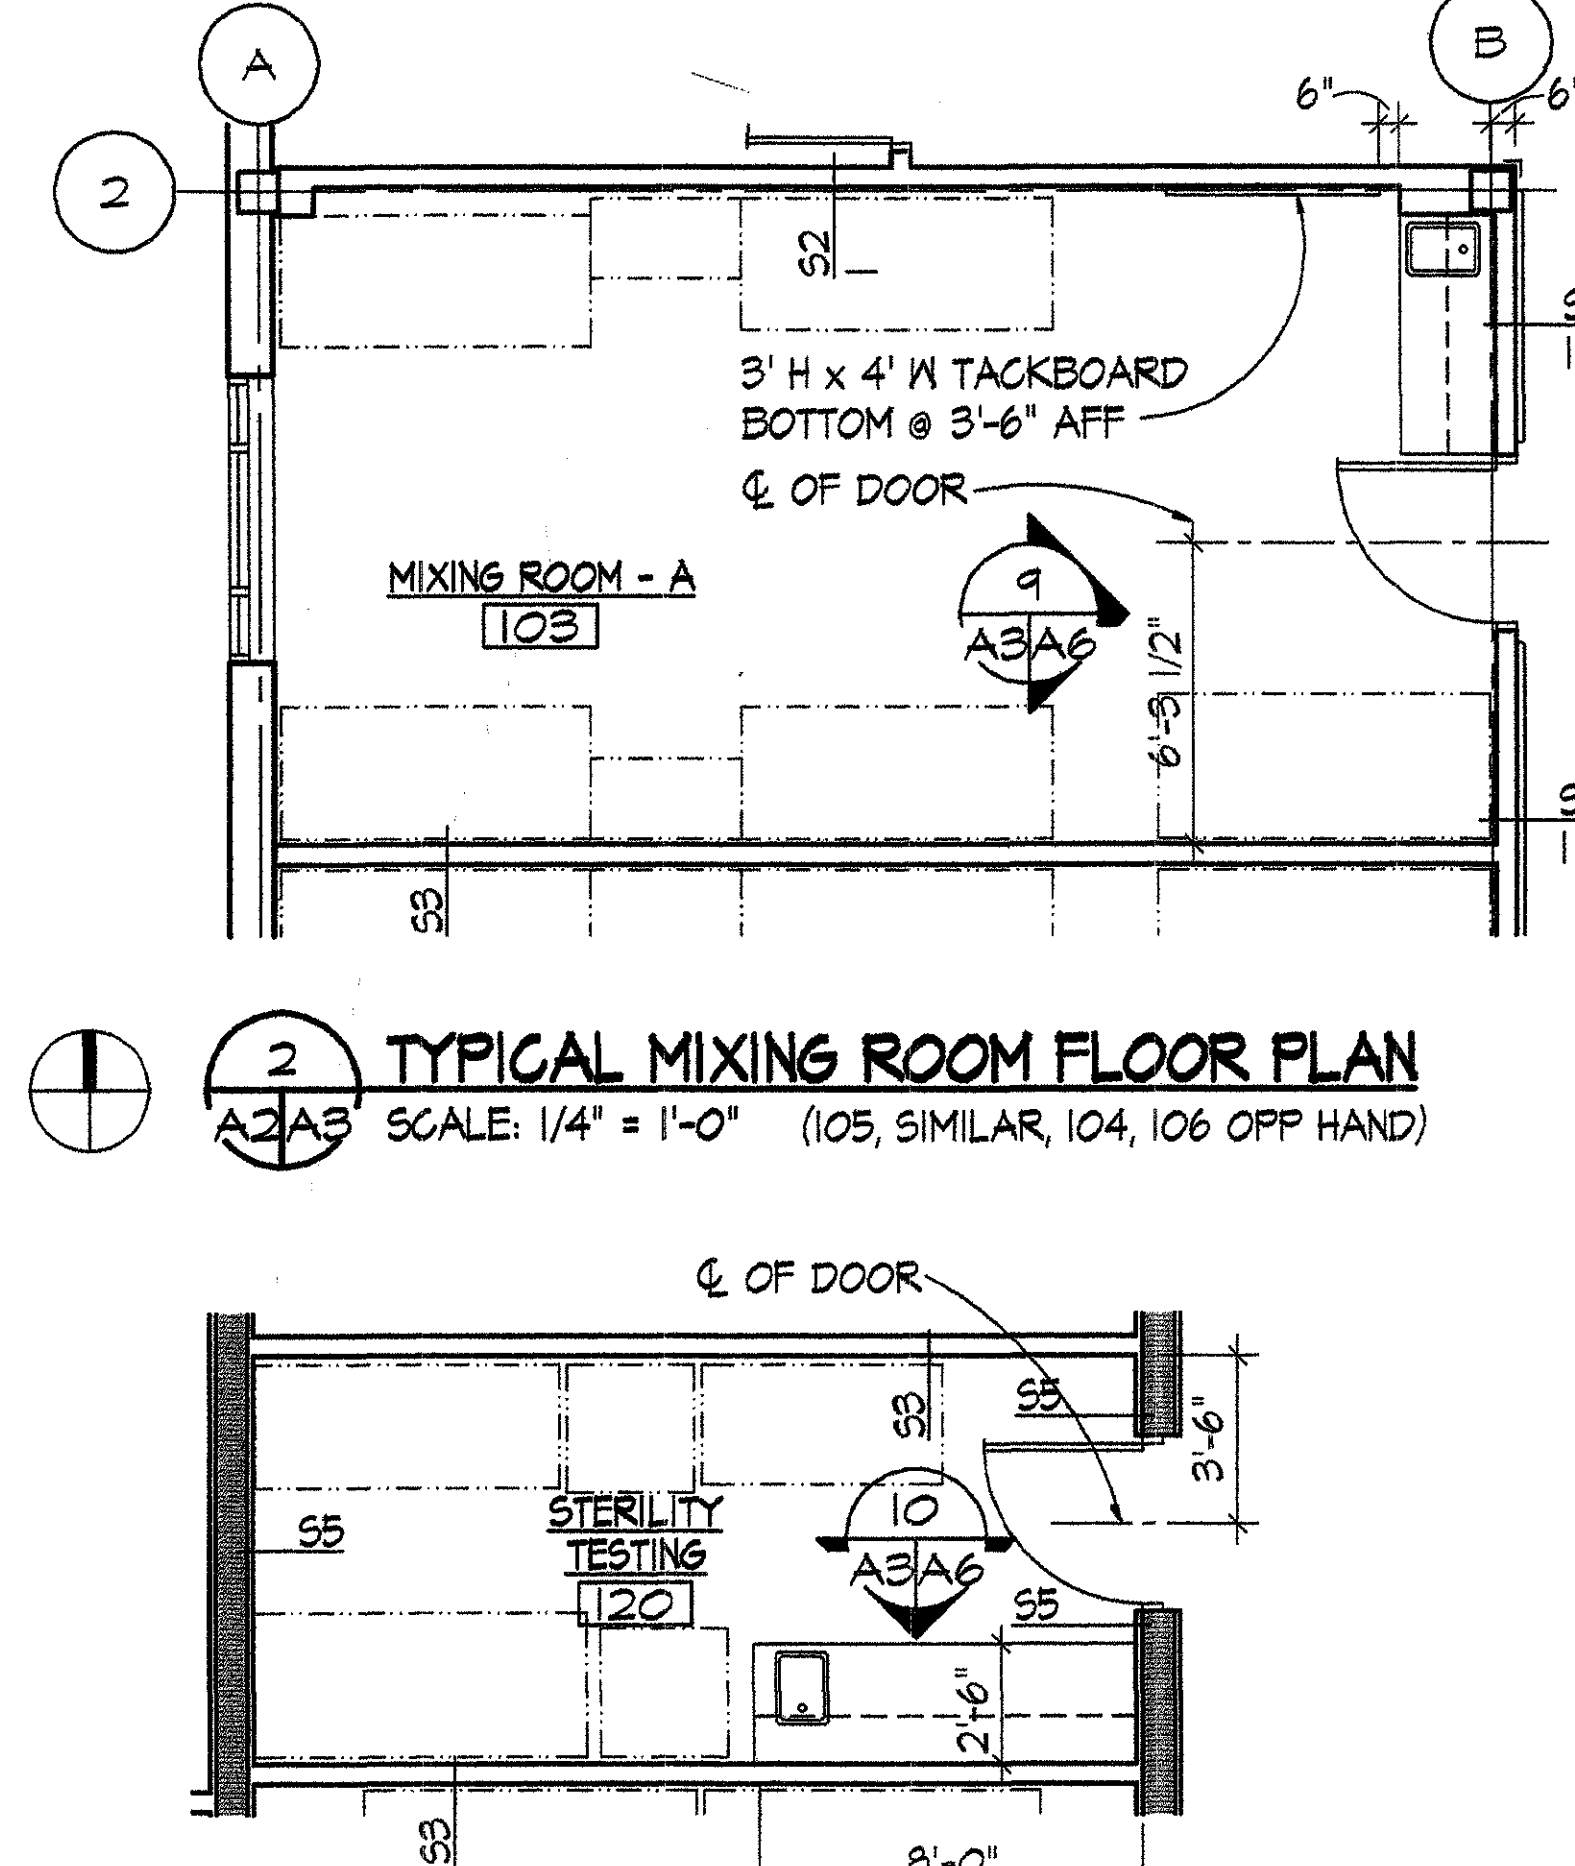 A
B
6"
6"
2
S2
3' H x 4' W TACKBOARD
BOTTOM @ 3'-6" AFF
℄ OF DOOR
MIXING ROOM - A
103
9
A3 A6
6'-3 1/2"
S3
2
A2 A3
TYPICAL MIXING ROOM FLOOR PLAN
SCALE: 1/4" = 1'-0" (105, SIMILAR, 104, 106 OPP HAND)
℄ OF DOOR
S3
S5
3'-6"
S5
STERILITY
TESTING
120
10
A3 A6
S5
2'-6"
S3
8'-0"